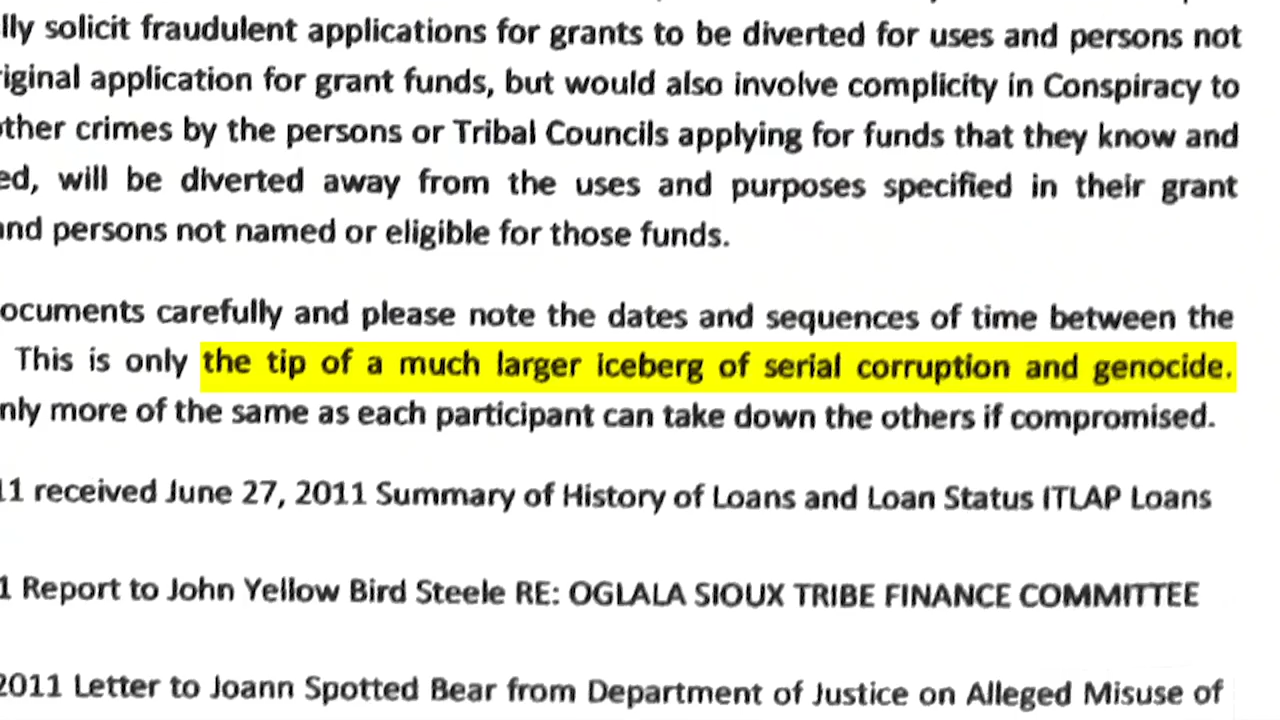 lly solicit fraudulent applications for grants to be diverted for uses and persons not
riginal application for grant funds, but would also involve complicity in Conspiracy to
other crimes by the persons or Tribal Councils applying for funds that they know and
ed, will be diverted away from the uses and purposes specified in their grant
and persons not named or eligible for those funds.
ocuments carefully and please note the dates and sequences of time between the
This is only the tip of a much larger iceberg of serial corruption and genocide.
nly more of the same as each participant can take down the others if compromised.
11 received June 27, 2011 Summary of History of Loans and Loan Status ITLAP Loans
1 Report to John Yellow Bird Steele RE: OGLALA SIOUX TRIBE FINANCE COMMITTEE
2011 Letter to Joann Spotted Bear from Department of Justice on Alleged Misuse of